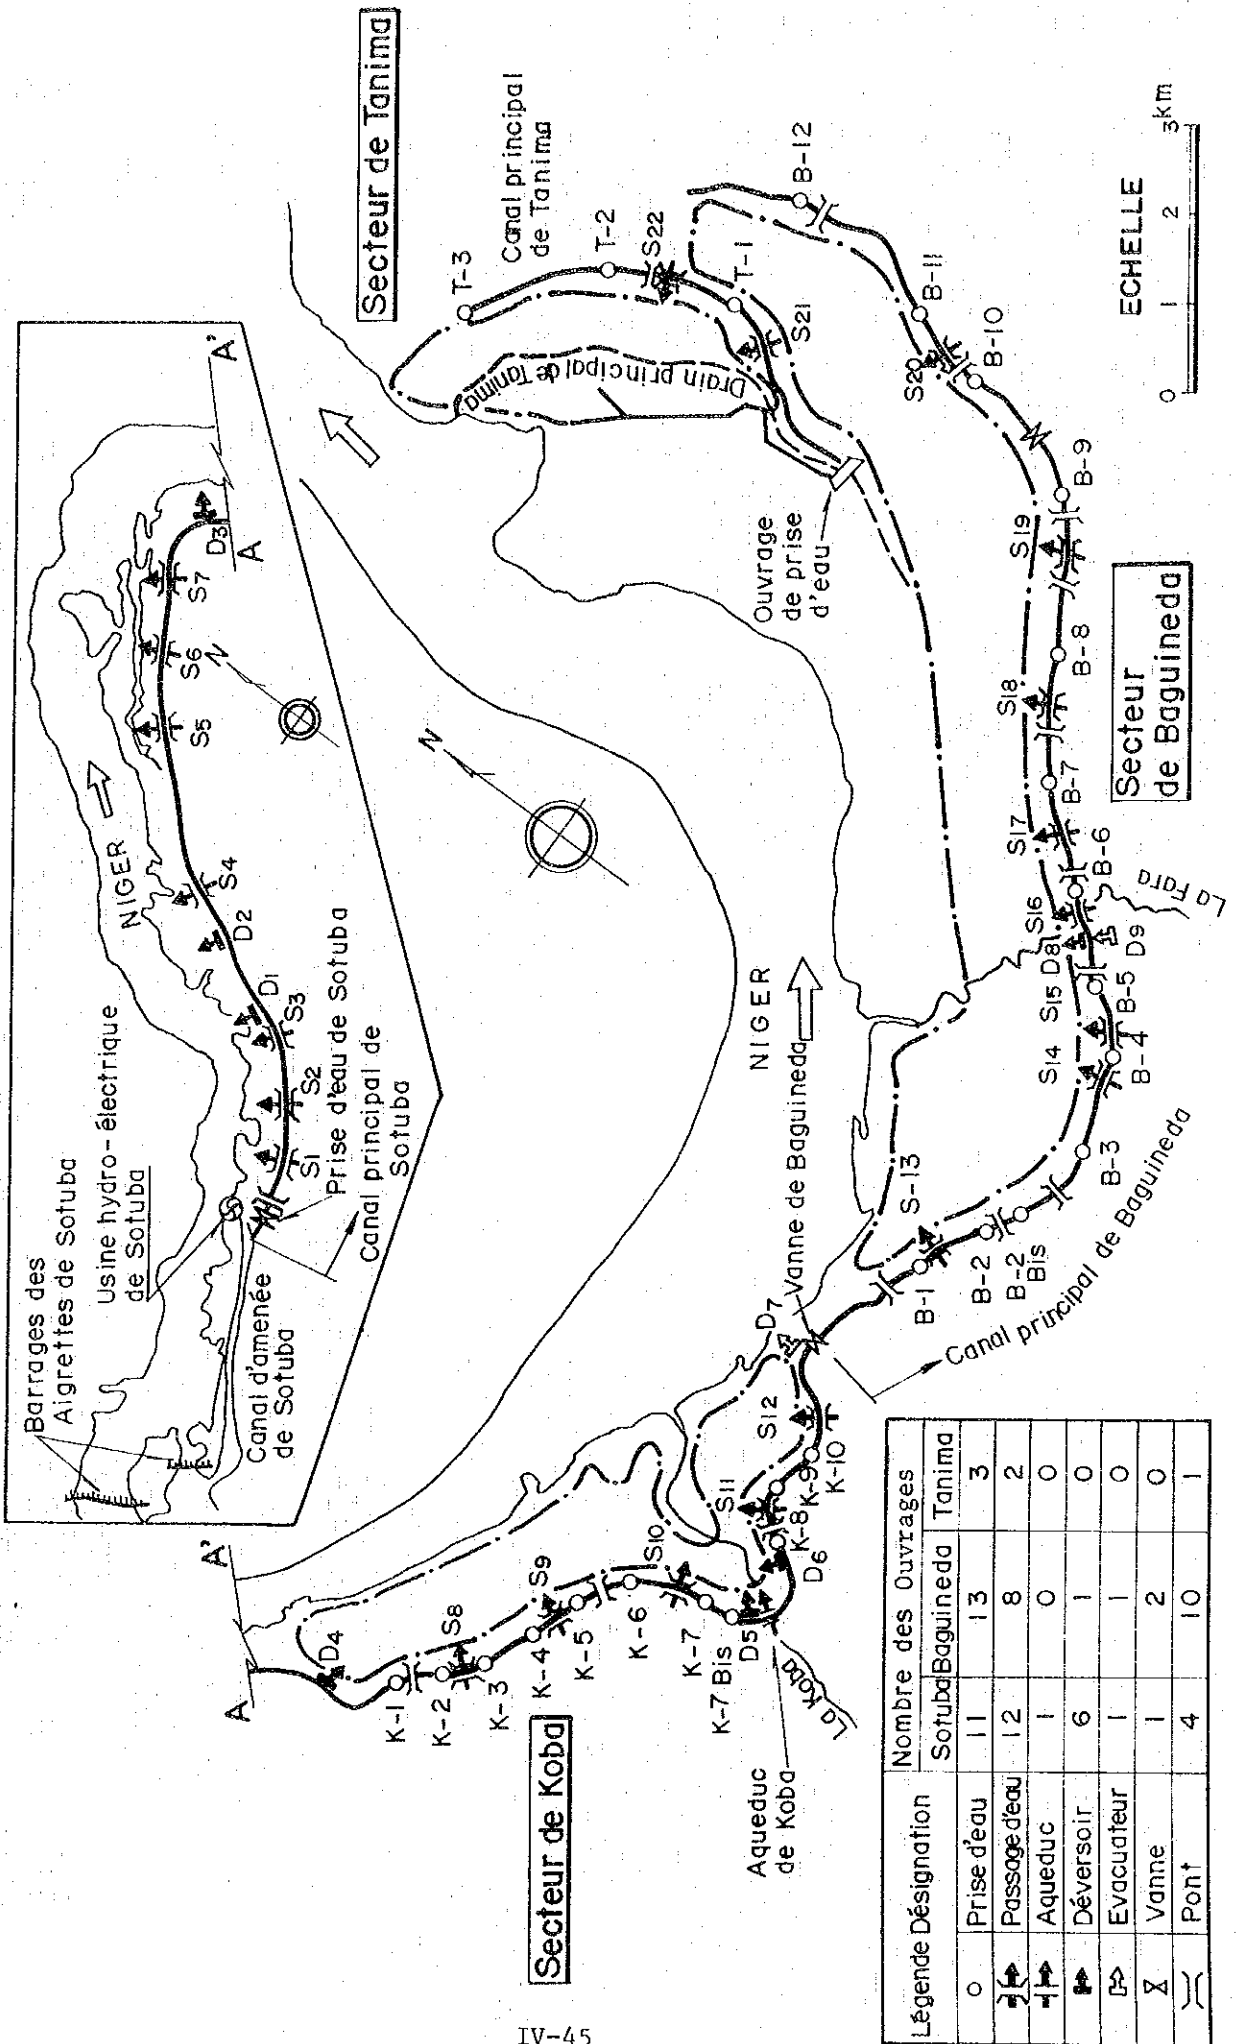 Barrages des
Aigrettes de Sotuba
Usine hydro-électrique
de Sotuba
Canal d'amenée
de Sotuba
Prise d'eau de Sotuba
Canal principal de
Sotuba
NIGER
N
S1
S2
S3
D1
D2
S4
S5
S6
S7
D3
A
A'
Secteur de Tanima
Canal principal
de Tanima
T-3
T-2
S22
T-1
S21
Drain principal de Tanima
Ouvrage
de prise
d'eau
B-12
B-11
B-10
S20
B-9
S19
B-8
S18
B-7
S17
B-6
S16
La Fara
D8
D9
S15
B-5
B-4
S14
B-3
S-13
B-2
Bis
B-2
B-1
Secteur
de Baguineda
ECHELLE
0 1 2 3km
N
NIGER
Vanne de Baguineda
Canal principal de Baguineda
D7
S12
K-10
K-9
K-8
S11
D6
D5
S10
K-7 Bis
K-7
K-6
S9
K-5
K-4
S8
K-3
K-2
K-1
D4
A
A'
La Koba
Aqueduc
de Koba
Secteur de Koba
Légende Désignation Nombre des Ouvrages
Sotuba Baguineda Tanima
Prise d'eau 11 13 3
Passage d'eau 12 8 2
Aqueduc 1 0 0
Déversoir 6 1 0
Evacuateur 1 1 0
Vanne 1 2 0
Pont 4 10 1
IV-45